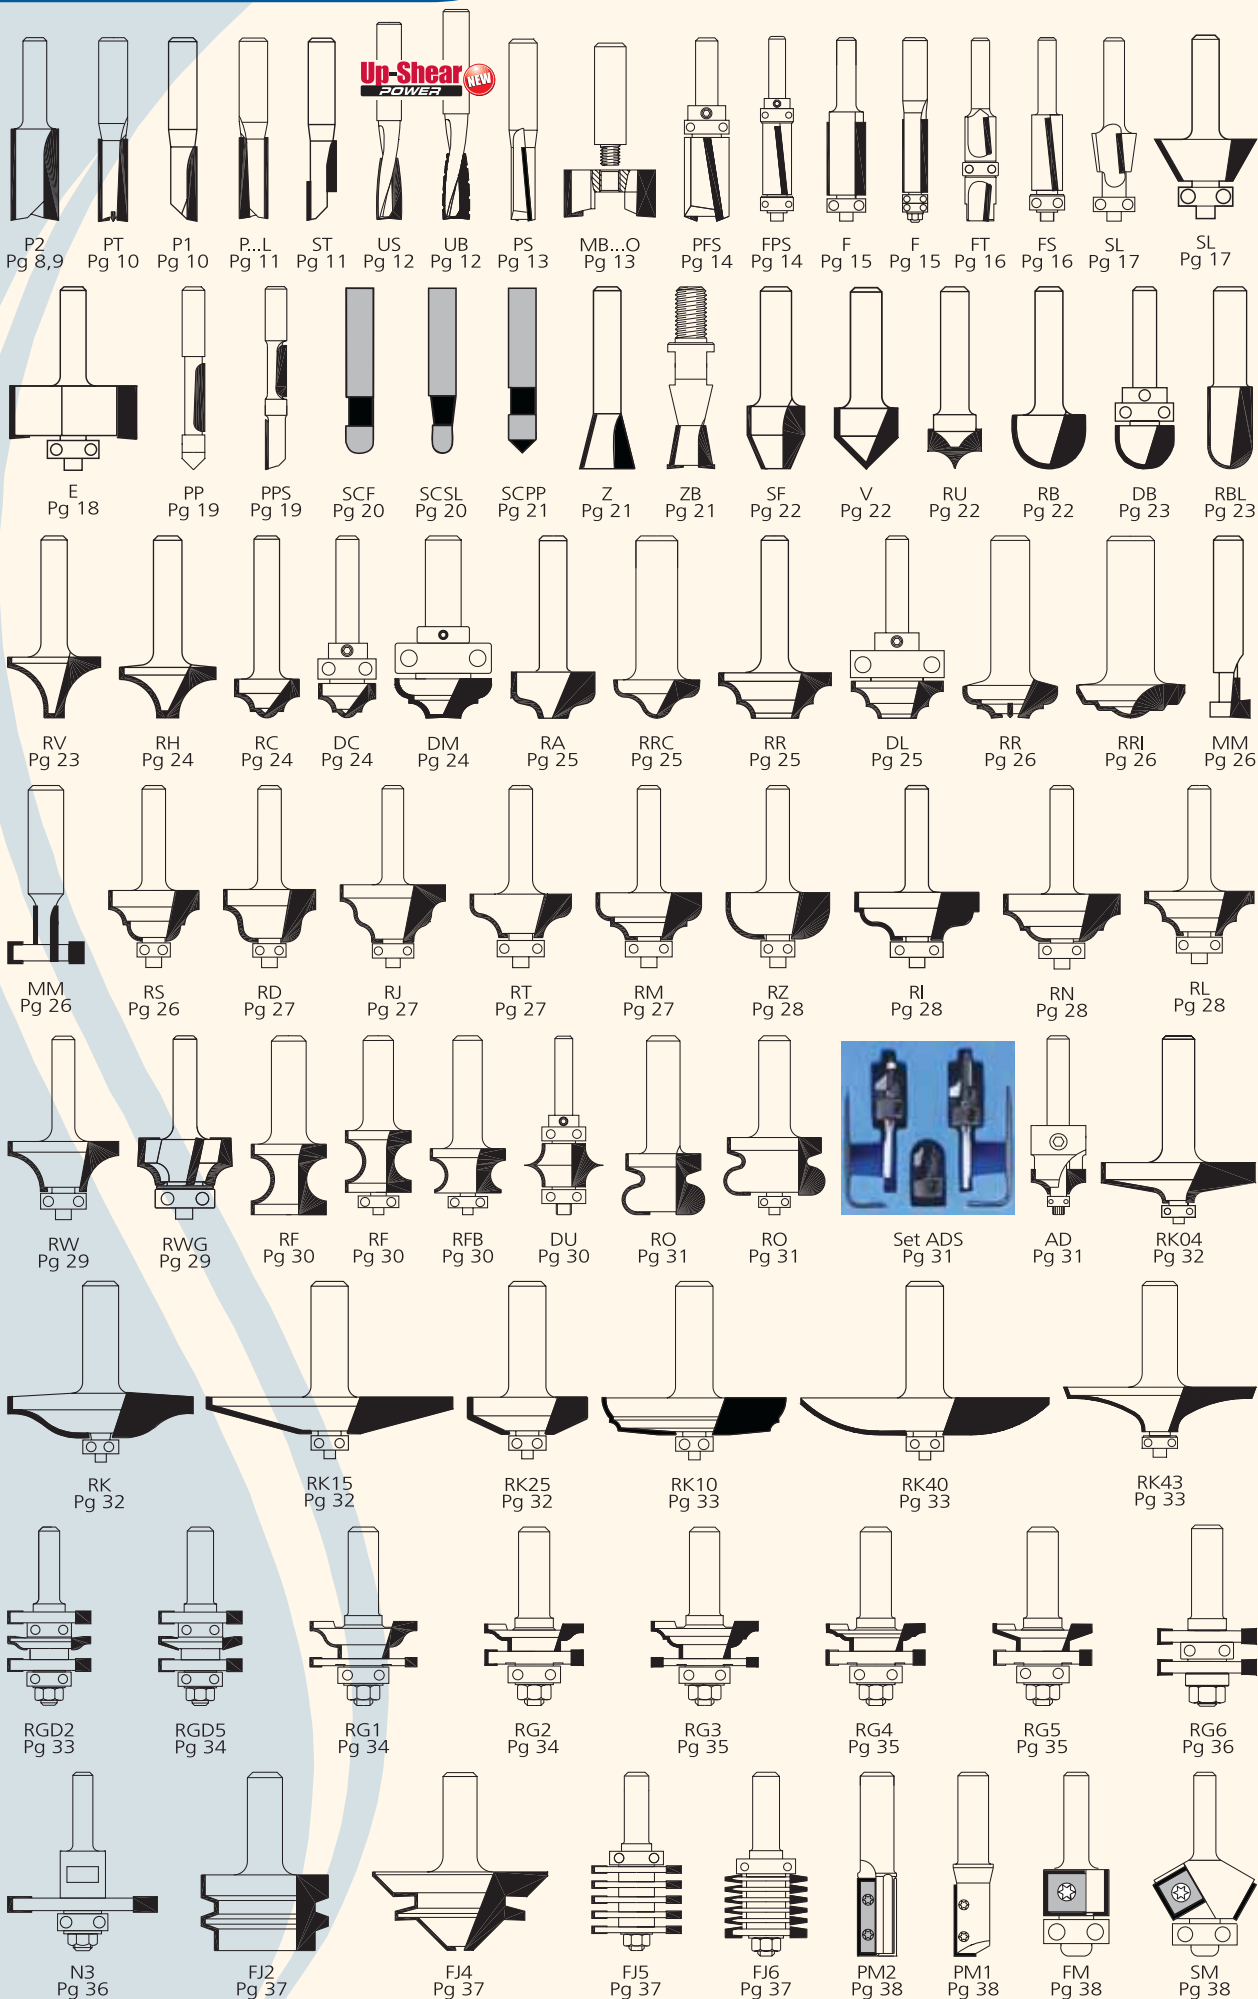 Up-Shear NEW
POWER
P2 PT P1 P...L ST US UB PS MB...O PFS FPS F F FT FS SL SL
Pg 8,9 Pg 10 Pg 10 Pg 11 Pg 11 Pg 12 Pg 12 Pg 13 Pg 13 Pg 14 Pg 14 Pg 15 Pg 15 Pg 16 Pg 16 Pg 17 Pg 17
E PP PPS SCF SCSL SCPP Z ZB SF V RU RB DB RBL
Pg 18 Pg 19 Pg 19 Pg 20 Pg 20 Pg 21 Pg 21 Pg 21 Pg 22 Pg 22 Pg 22 Pg 22 Pg 23 Pg 23
RV RH RC DC DM RA RRC RR DL RR RRI MM
Pg 23 Pg 24 Pg 24 Pg 24 Pg 24 Pg 25 Pg 25 Pg 25 Pg 25 Pg 26 Pg 26 Pg 26
MM RS RD RJ RT RM RZ RI RN RL
Pg 26 Pg 26 Pg 27 Pg 27 Pg 27 Pg 27 Pg 28 Pg 28 Pg 28 Pg 28
RW RWG RF RF RFB DU RO RO Set ADS AD RK04
Pg 29 Pg 29 Pg 30 Pg 30 Pg 30 Pg 30 Pg 31 Pg 31 Pg 31 Pg 31 Pg 32
RK RK15 RK25 RK10 RK40 RK43
Pg 32 Pg 32 Pg 32 Pg 33 Pg 33 Pg 33
RGD2 RGD5 RG1 RG2 RG3 RG4 RG5 RG6
Pg 33 Pg 34 Pg 34 Pg 34 Pg 35 Pg 35 Pg 35 Pg 36
N3 FJ2 FJ4 FJ5 FJ6 PM2 PM1 FM SM
Pg 36 Pg 37 Pg 37 Pg 37 Pg 37 Pg 38 Pg 38 Pg 38 Pg 38